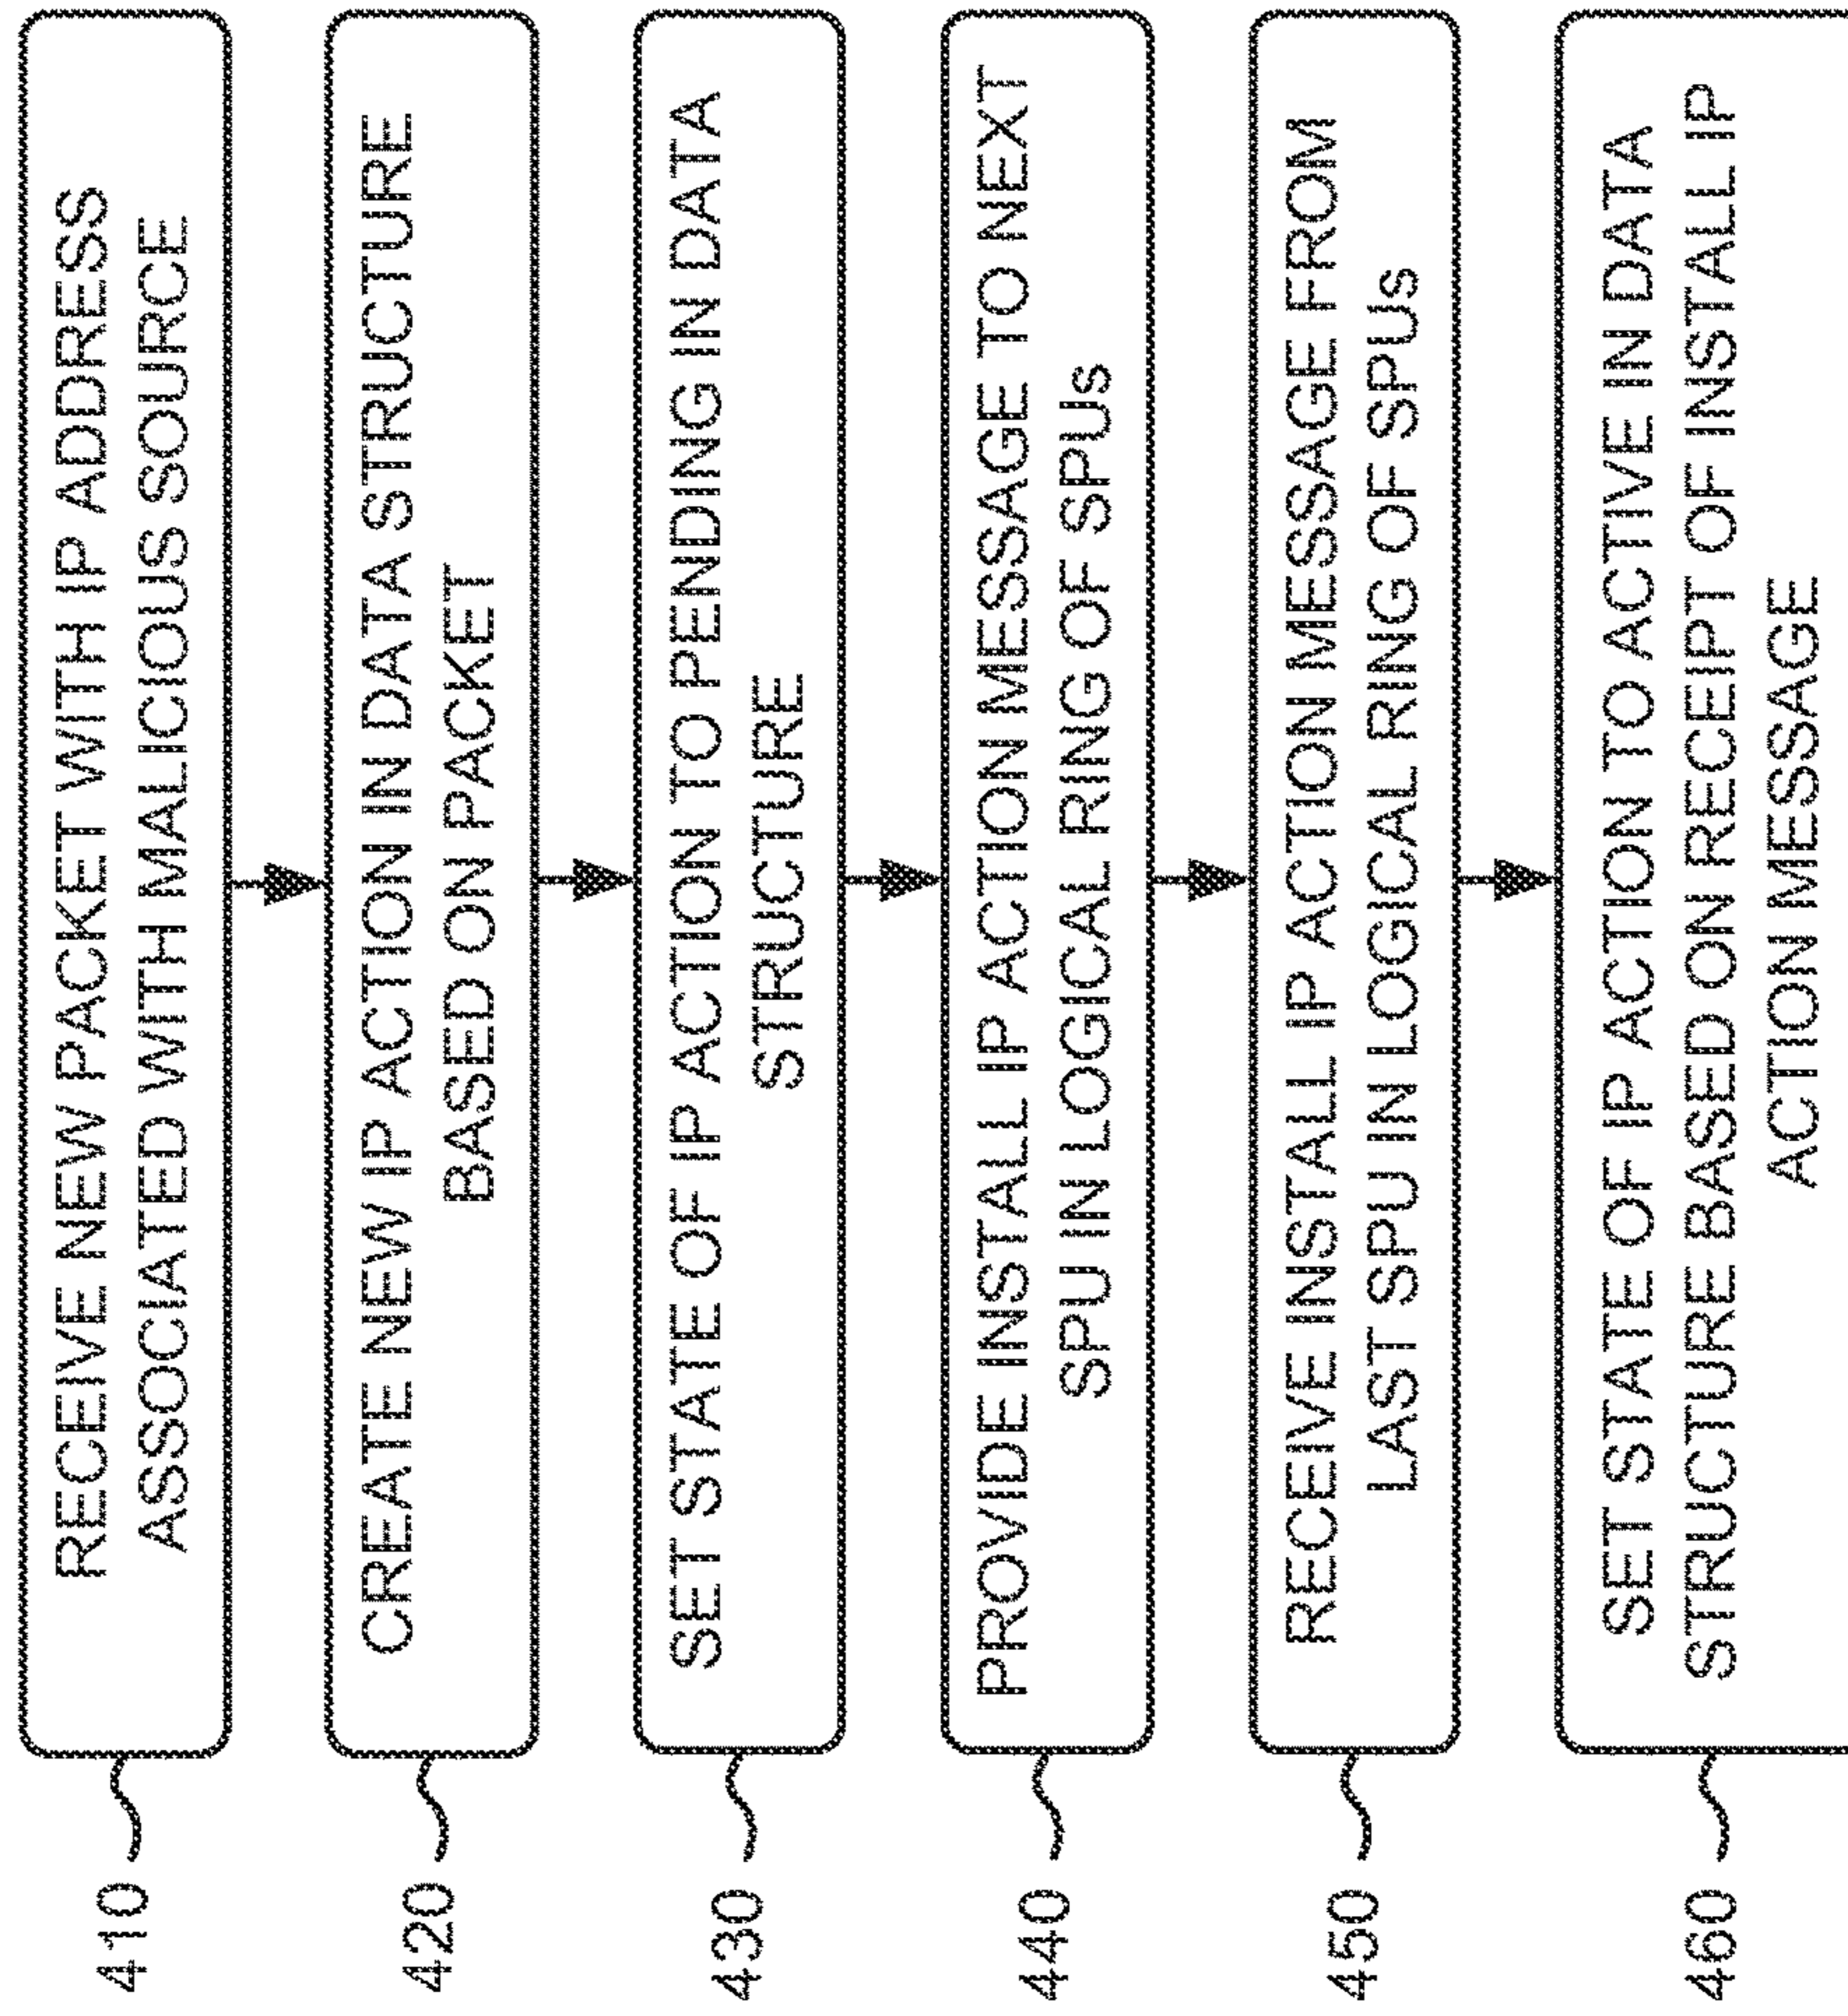 410
RECEIVE NEW PACKET WITH IP ADDRESS
ASSOCIATED WITH MALICIOUS SOURCE
420
CREATE NEW IP ACTION IN DATA STRUCTURE
BASED ON PACKET
430
SET STATE OF IP ACTION TO PENDING IN DATA
STRUCTURE
440
PROVIDE INSTALL IP ACTION MESSAGE TO NEXT
SPU IN LOGICAL RING OF SPUs
450
RECEIVE INSTALL IP ACTION MESSAGE FROM
LAST SPU IN LOGICAL RING OF SPUs
460
SET STATE OF IP ACTION TO ACTIVE IN DATA
STRUCTURE BASED ON RECEIPT OF INSTALL IP
ACTION MESSAGE